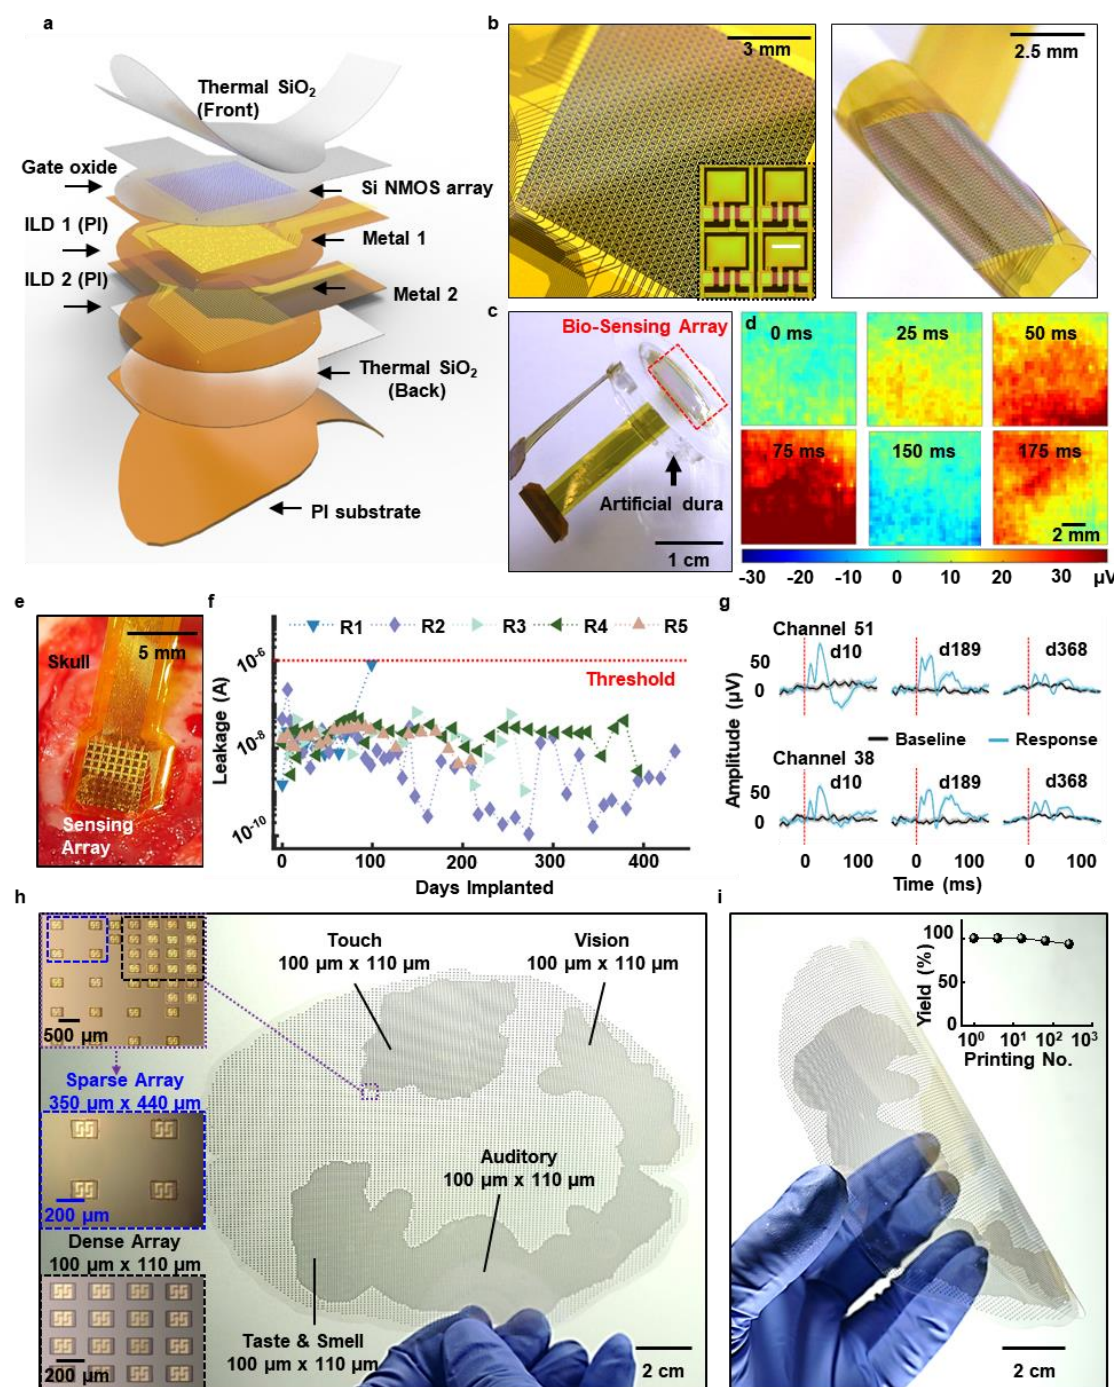 a
Thermal SiO₂
(Front)
Gate oxide
Si NMOS array
ILD 1 (PI)
Metal 1
ILD 2 (PI)
Metal 2
Thermal SiO₂
(Back)
PI substrate
b
3 mm
2.5 mm
c
Bio-Sensing Array
Artificial dura
1 cm
d
0 ms
25 ms
50 ms
75 ms
150 ms
175 ms
2 mm
-30 -20 -10 0 10 20 30 µV
e
Skull
5 mm
Sensing
Array
f
R1 R2 R3 R4 R5
10⁻⁶
Threshold
10⁻⁸
10⁻¹⁰
Leakage (A)
0 100 200 300 400
Days Implanted
g
Channel 51
d10 d189 d368
50
0
Baseline Response
Channel 38
d10 d189 d368
50
0
Amplitude (µV)
0 100 0 100 0 100
Time (ms)
h
500 µm
Sparse Array
350 µm x 440 µm
200 µm
Dense Array
100 µm x 110 µm
200 µm
Touch
100 µm x 110 µm
Vision
100 µm x 110 µm
Auditory
100 µm x 110 µm
Taste & Smell
100 µm x 110 µm
2 cm
i
100
50
0
Yield (%)
10⁰ 10¹ 10² 10³
Printing No.
2 cm